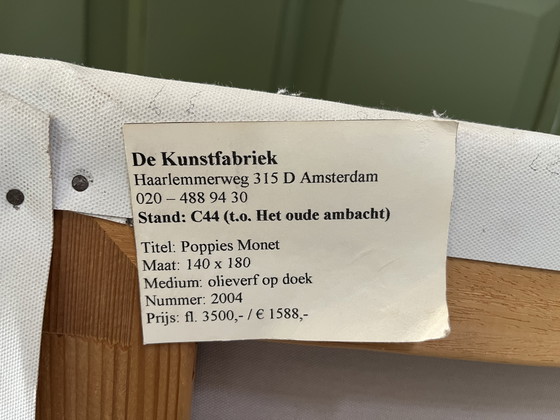 De Kunstfabriek
Haarlemmerweg 315 D Amsterdam
020 – 488 94 30
Stand: C44 (t.o. Het oude ambacht)
Titel: Poppies Monet
Maat: 140 x 180
Medium: olieverf op doek
Nummer: 2004
Prijs: fl. 3500,- / € 1588,-